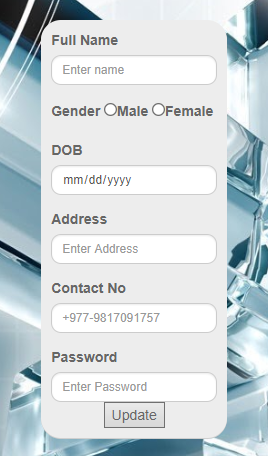 Full Name
Enter name
Gender Male Female
DOB
mm/dd/yyyy
Address
Enter Address
Contact No
+977-9817091757
Password
Enter Password
Update